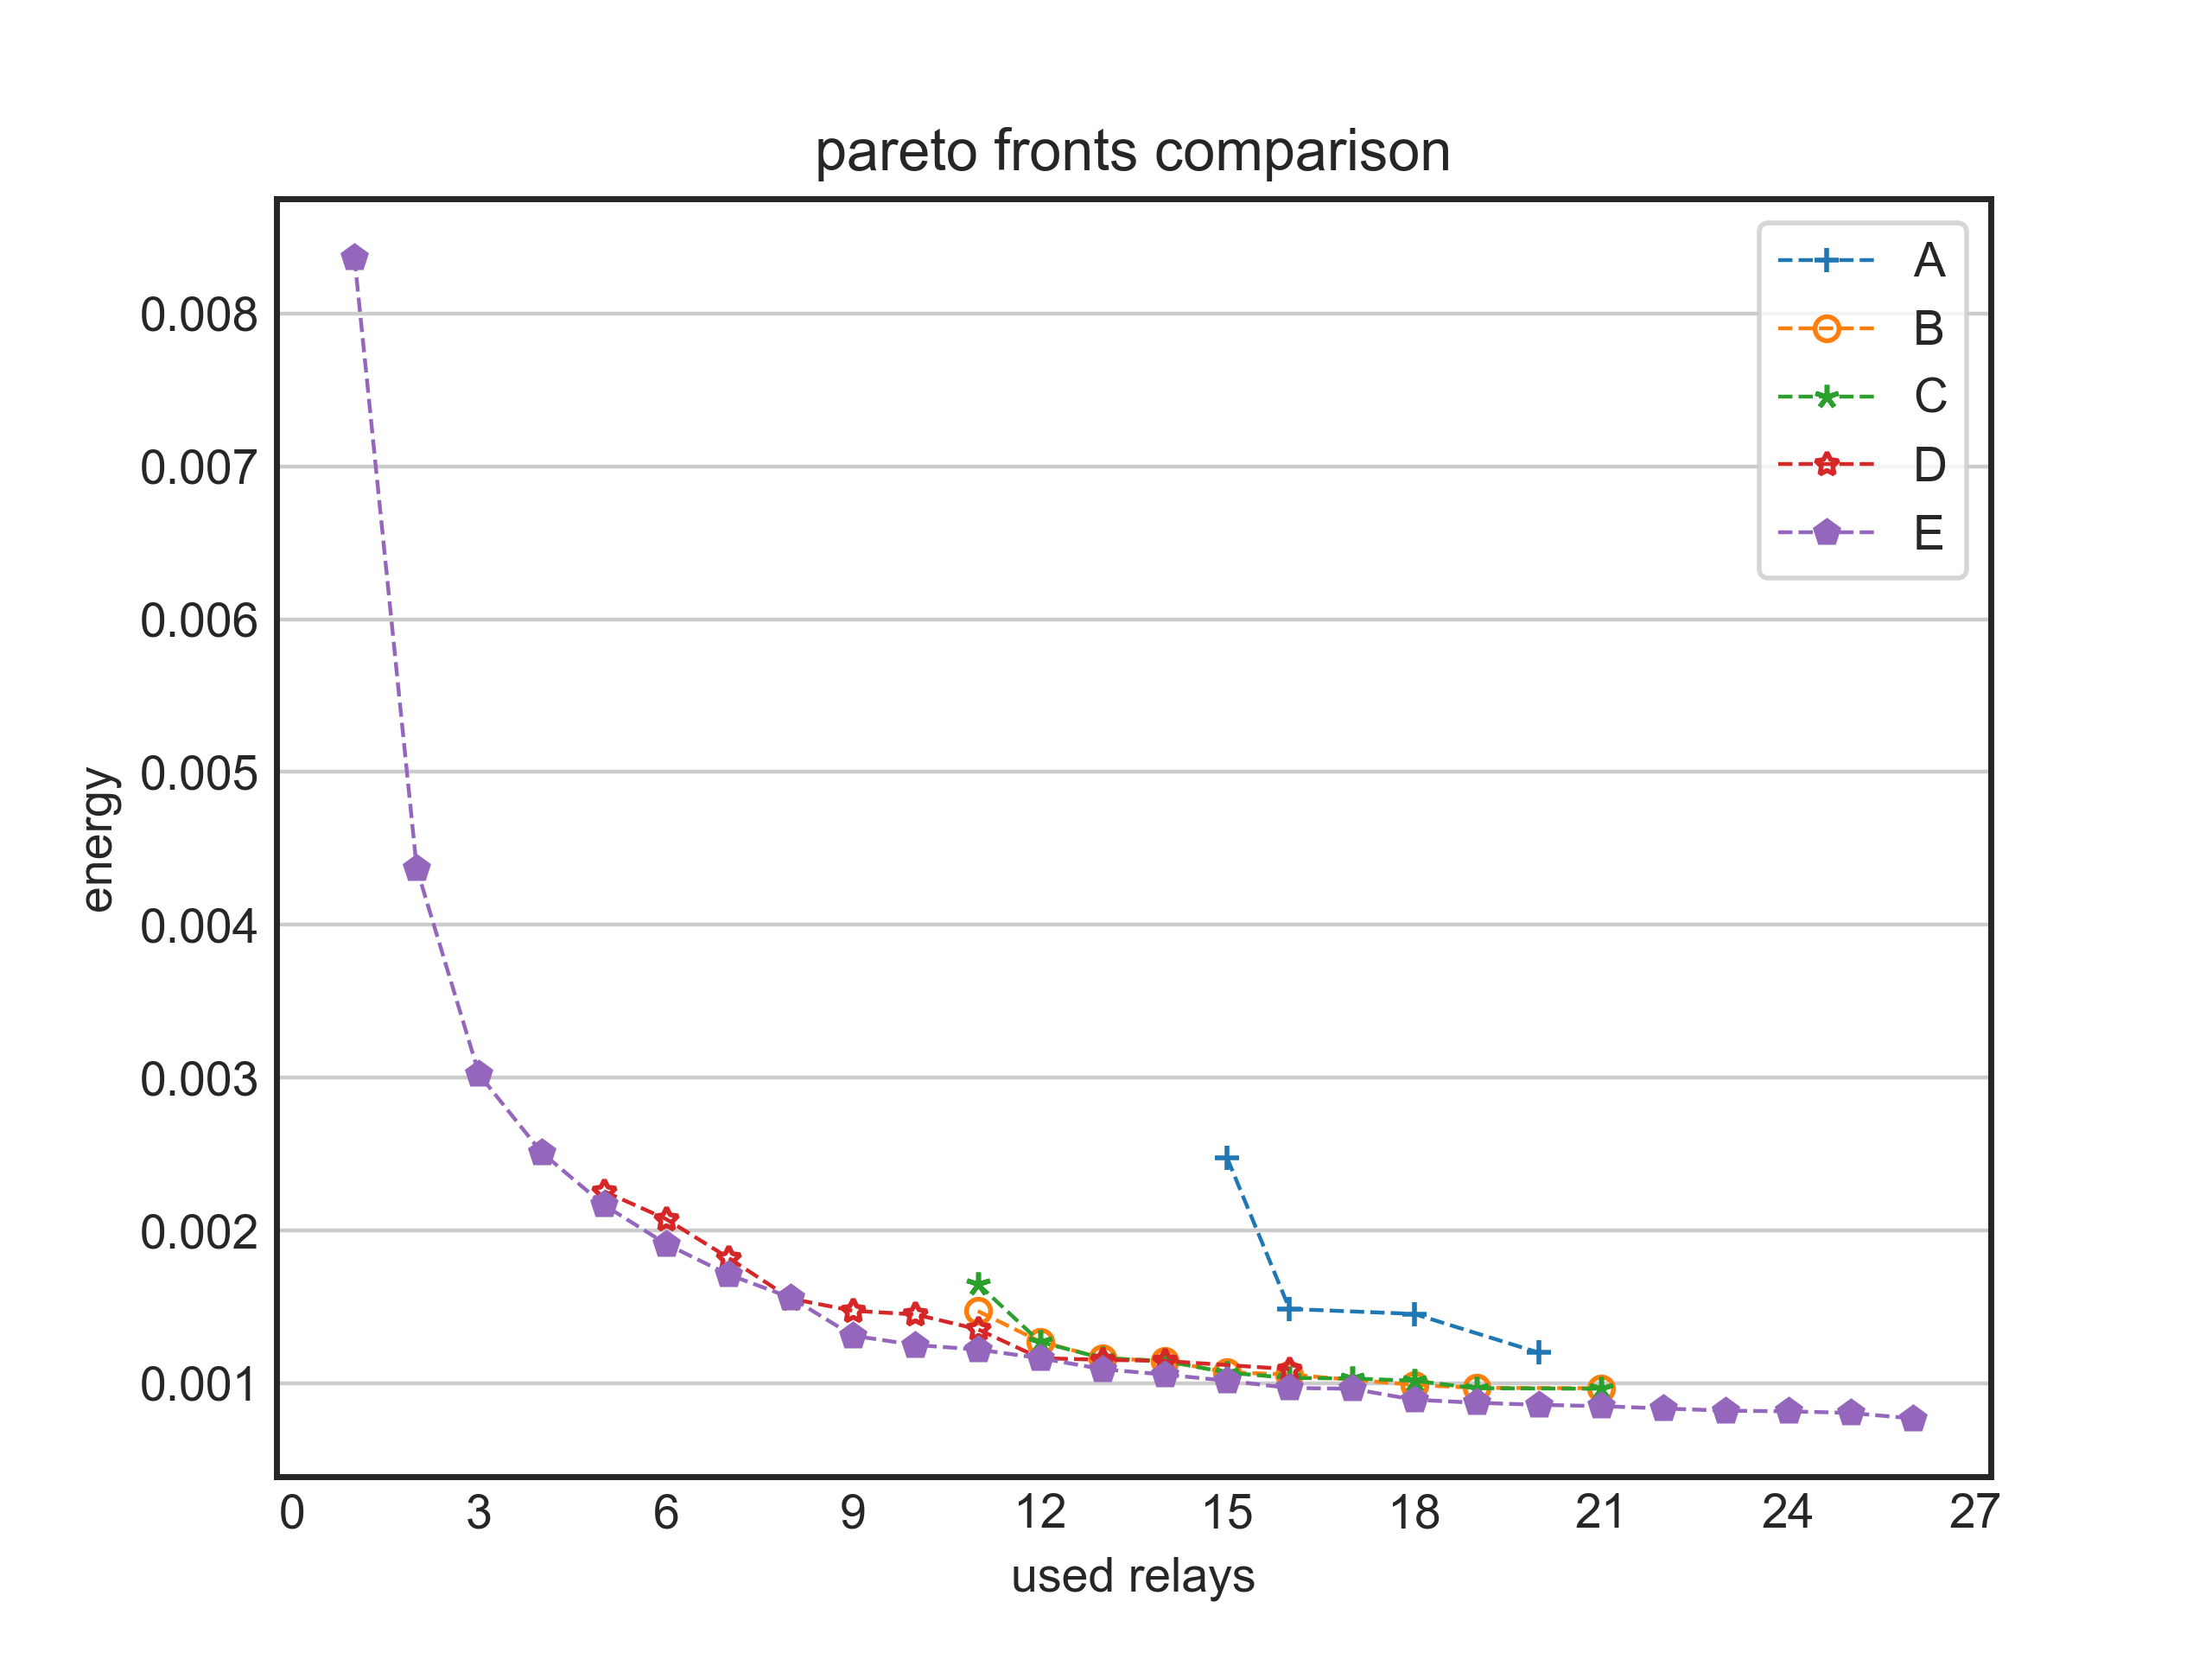 pareto fronts comparison
A
B
C
D
E
0.008
0.007
0.006
0.005
0.004
0.003
0.002
0.001
energy
0 3 6 9 12 15 18 21 24 27
used relays